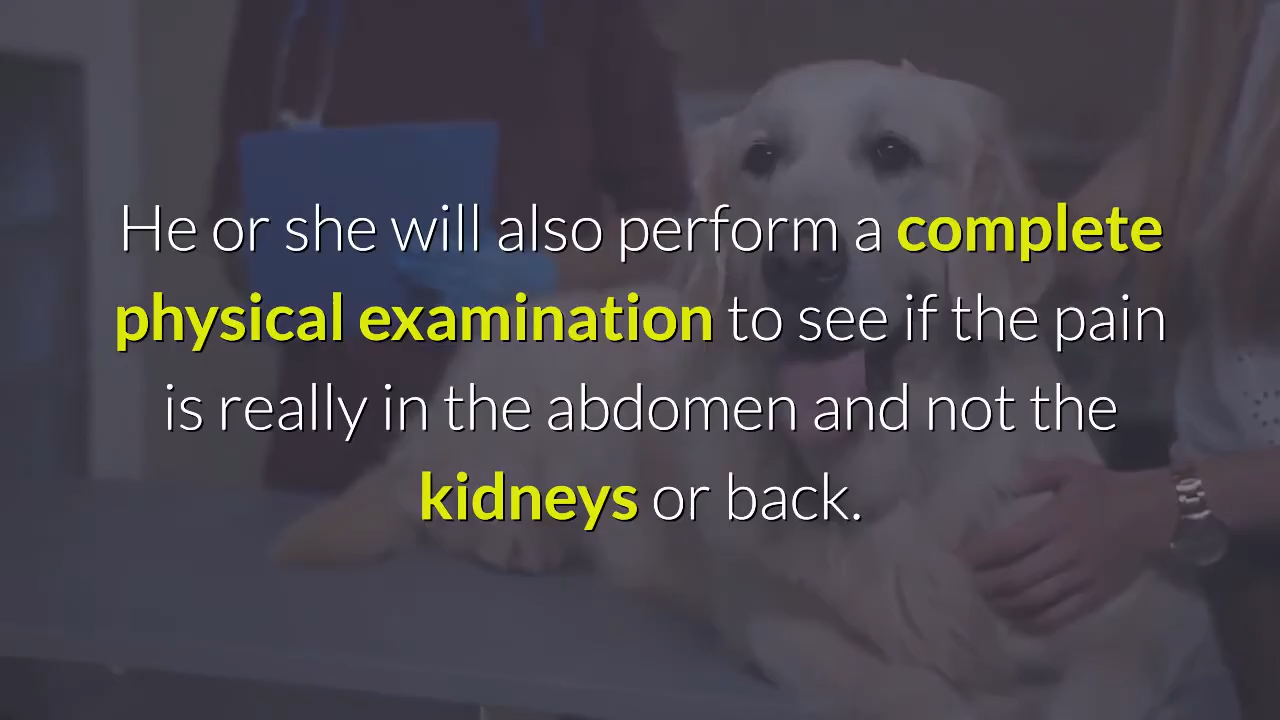 He or she will also perform a complete
physical examination to see if the pain
is really in the abdomen and not the
kidneys or back.